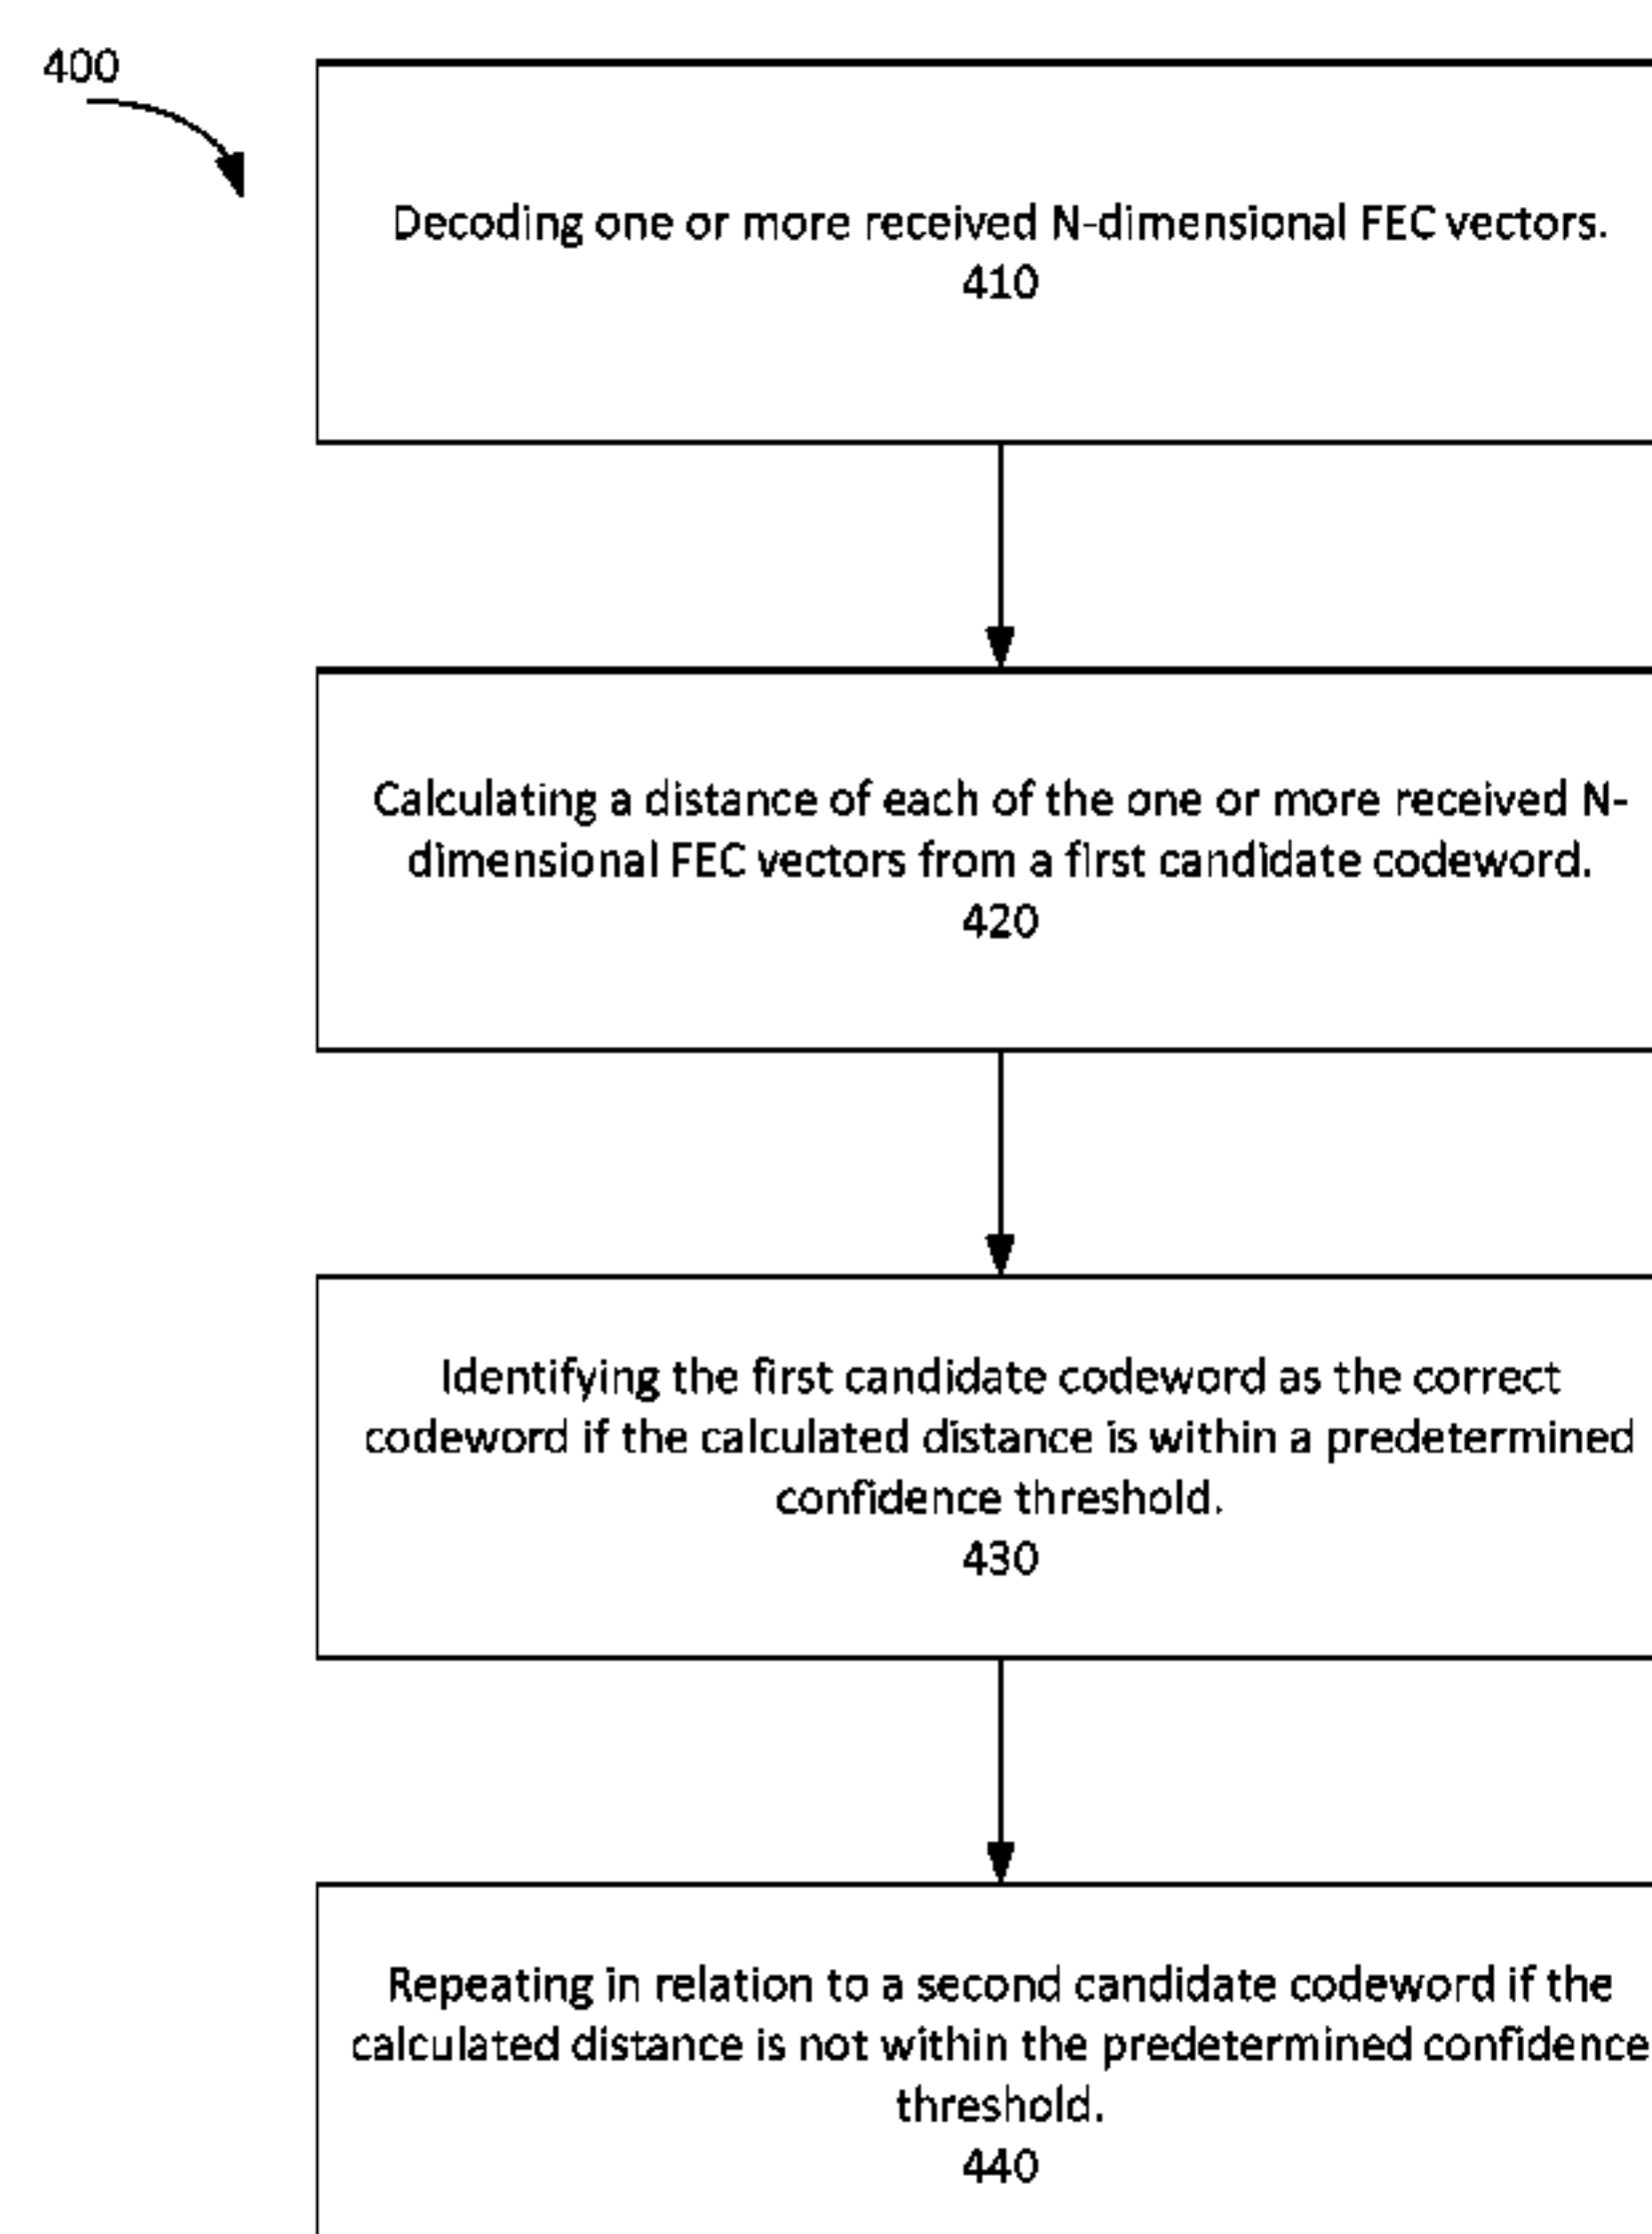 400
Decoding one or more received N-dimensional FEC vectors.
410
Calculating a distance of each of the one or more received N-
dimensional FEC vectors from a first candidate codeword.
420
Identifying the first candidate codeword as the correct
codeword if the calculated distance is within a predetermined
confidence threshold.
430
Repeating in relation to a second candidate codeword if the
calculated distance is not within the predetermined confidence
threshold.
440